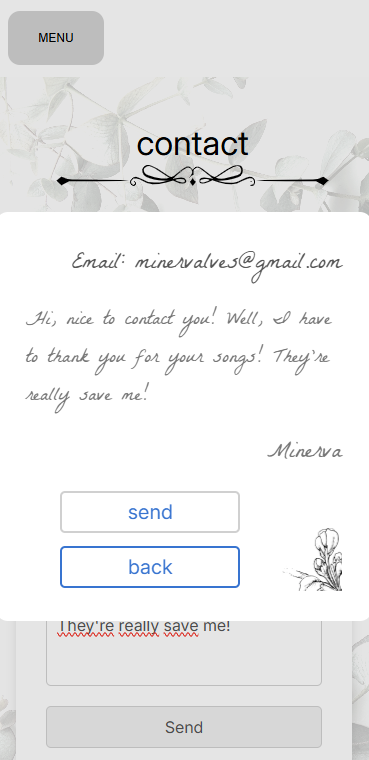 MENU
contact
Email: minervalves@gmail.com
Hi, nice to contact you! Well, I have
to thank you for your songs! They're
really save me!
Minerva
send
back
They're really save me!
Send